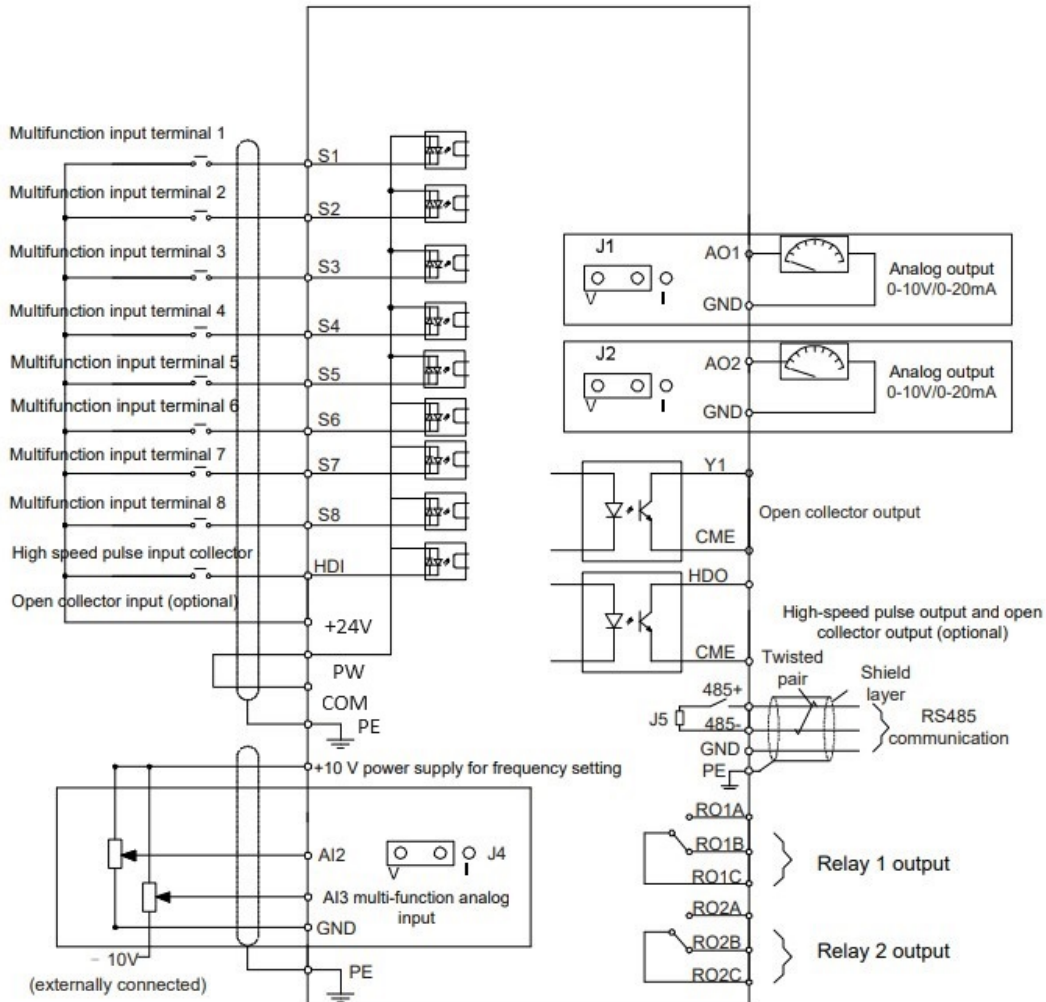 Multifunction input terminal 1
S1
Multifunction input terminal 2
S2
Multifunction input terminal 3
S3
Multifunction input terminal 4
S4
Multifunction input terminal 5
S5
Multifunction input terminal 6
S6
Multifunction input terminal 7
S7
Multifunction input terminal 8
S8
High speed pulse input collector
HDI
Open collector input (optional)
+24V
PW
COM
PE
+10 V power supply for frequency setting
AI2
V
I
J4
AI3 multi-function analog
input
GND
– 10V
(externally connected)
PE
J1
V
I
AO1
GND
Analog output
0-10V/0-20mA
J2
V
I
AO2
GND
Analog output
0-10V/0-20mA
Y1
CME
Open collector output
HDO
CME
High-speed pulse output and open
collector output (optional)
Twisted
pair
Shield
layer
485+
J5
485-
GND
PE
RS485
communication
RO1A
RO1B
RO1C
Relay 1 output
RO2A
RO2B
RO2C
Relay 2 output